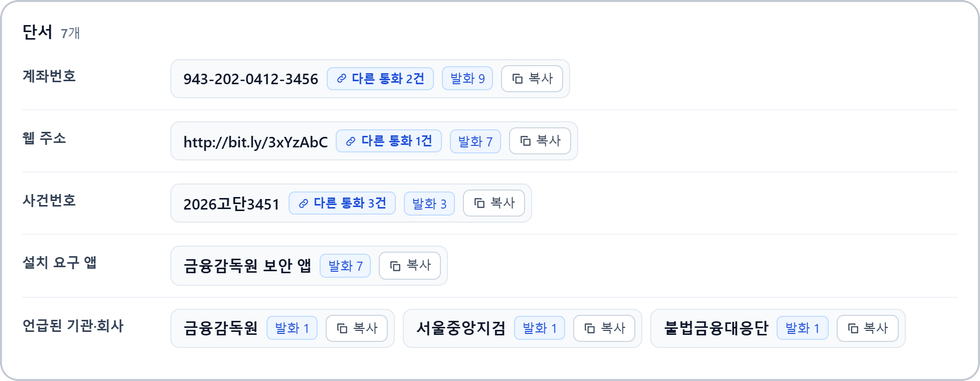 단서 7개
계좌번호 943-202-0412-3456 다른 통화 2건 발화 9 복사
웹 주소 http://bit.ly/3xYzAbC 다른 통화 1건 발화 7 복사
사건번호 2026고단3451 다른 통화 3건 발화 3 복사
설치 요구 앱 금융감독원 보안 앱 발화 7 복사
언급된 기관·회사 금융감독원 발화 1 복사 서울중앙지검 발화 1 복사 불법금융대응단 발화 1 복사